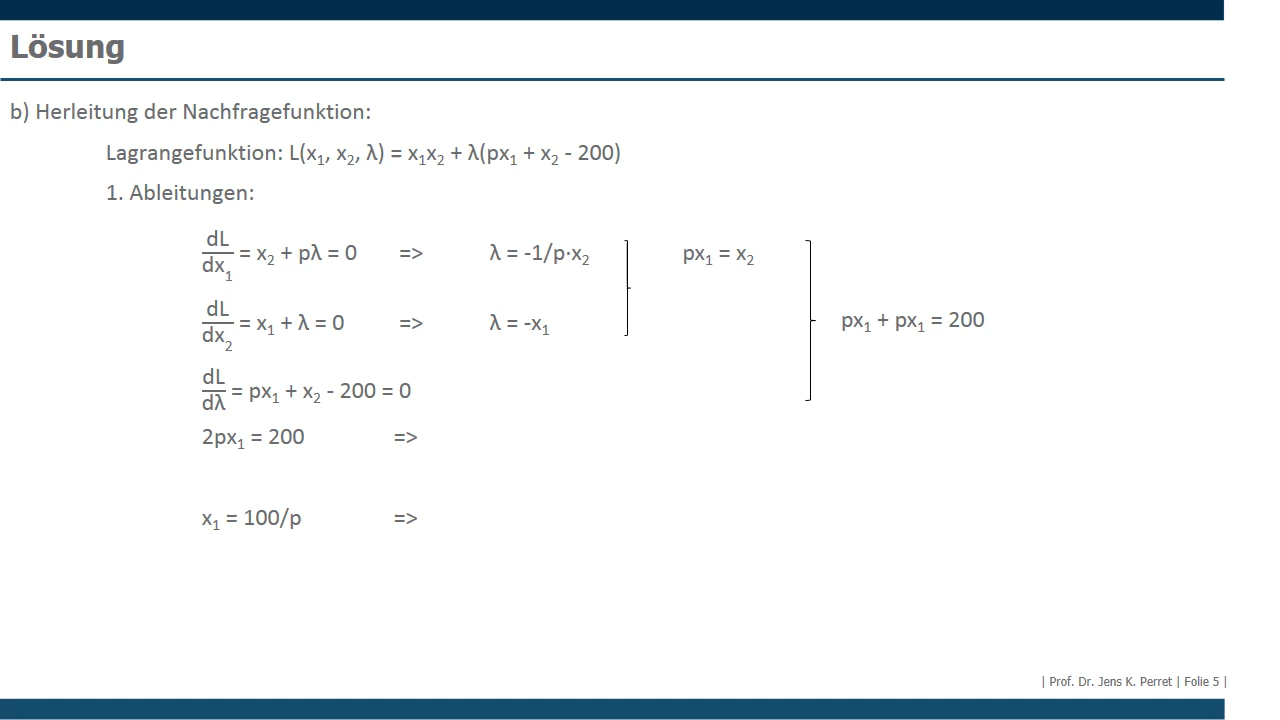 Lösung
b) Herleitung der Nachfragefunktion:
Lagrangefunktion: L(x₁, x₂, λ) = x₁x₂ + λ(px₁ + x₂ - 200)
1. Ableitungen:
dL/dx₁ = x₂ + pλ = 0 => λ = -1/p·x₂ px₁ = x₂
dL/dx₂ = x₁ + λ = 0 => λ = -x₁ px₁ + px₁ = 200
dL/dλ = px₁ + x₂ - 200 = 0
2px₁ = 200 =>
x₁ = 100/p =>
| Prof. Dr. Jens K. Perret | Folie 5 |